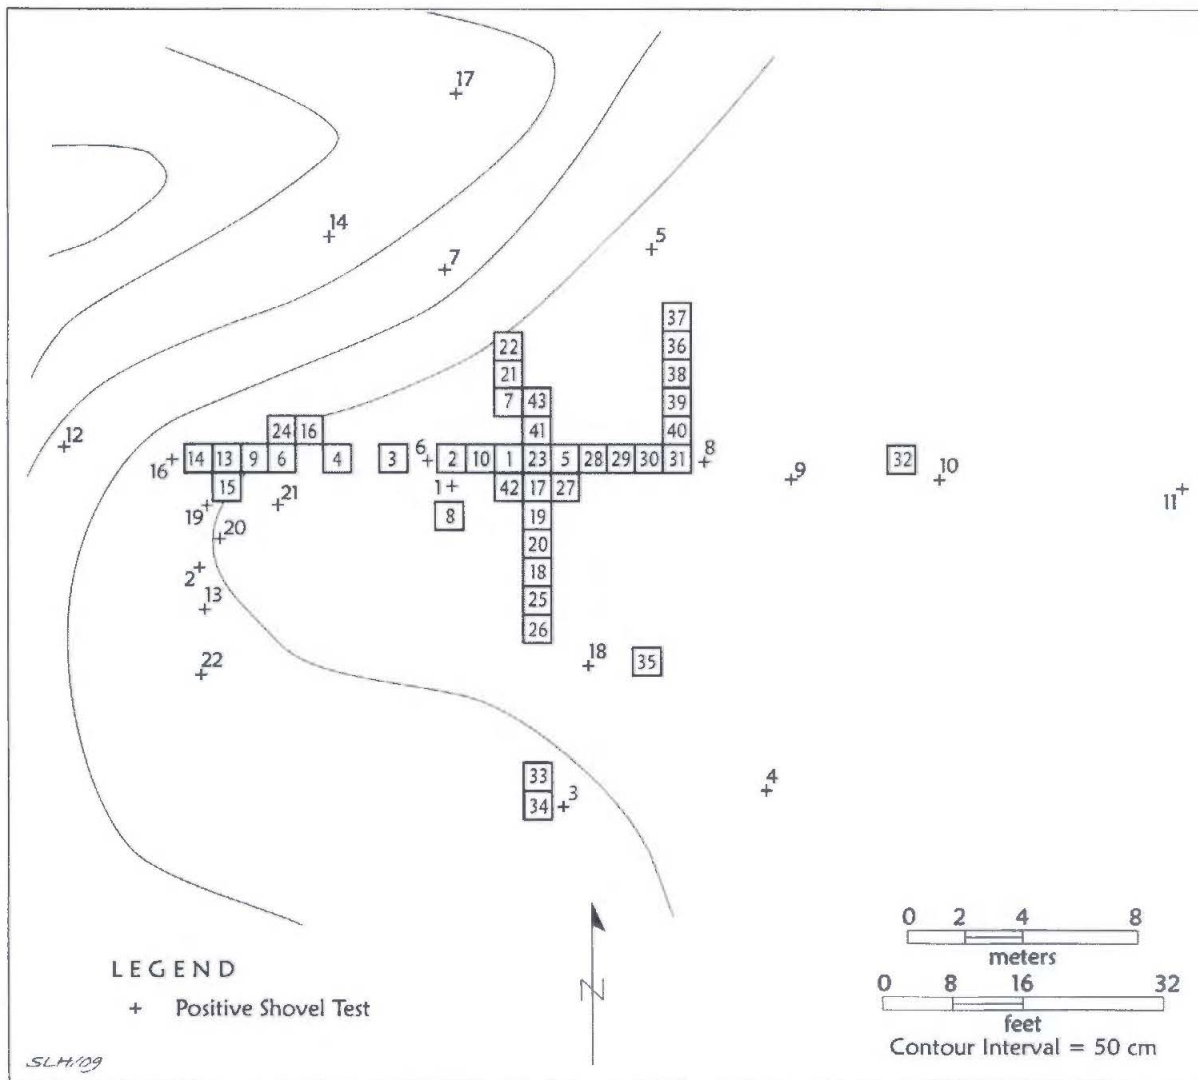 17
14
7
5
37
22 36
21 38
7 43 39
12 24 16 41 40
16 14 13 9 6 4 3 6 2 10 1 23 5 28 29 30 31 8 9 32 10 11
15 21 1 42 17 27
19 20 8 19
20
2 18
13 25
26
22 18 35
33 4
34 3
0 2 4 8
meters
0 8 16 32
feet
Contour Interval = 50 cm
N
LEGEND
+ Positive Shovel Test
SLH/09